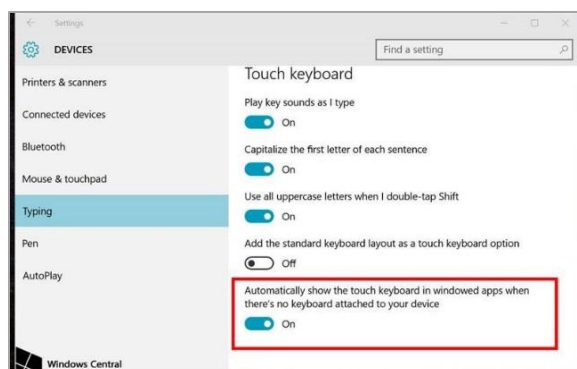 Settings
DEVICES
Find a setting
Printers & scanners
Connected devices
Bluetooth
Mouse & touchpad
Typing
Pen
AutoPlay
Touch keyboard
Play key sounds as I type
On
Capitalize the first letter of each sentence
On
Use all uppercase letters when I double-tap Shift
On
Add the standard keyboard layout as a touch keyboard option
Off
Automatically show the touch keyboard in windowed apps when
there's no keyboard attached to your device
On
Windows Central